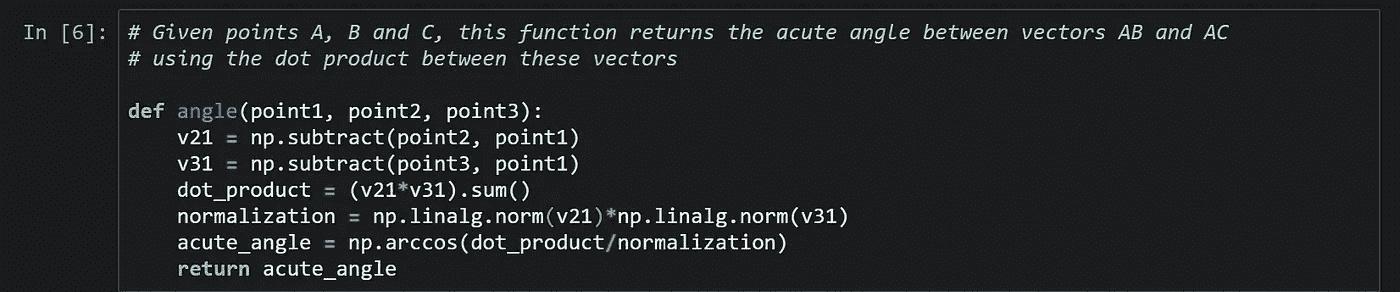 In [6]: # Given points A, B and C, this function returns the acute angle between vectors AB and AC
# using the dot product between these vectors

def angle(point1, point2, point3):
    v21 = np.subtract(point2, point1)
    v31 = np.subtract(point3, point1)
    dot_product = (v21*v31).sum()
    normalization = np.linalg.norm(v21)*np.linalg.norm(v31)
    acute_angle = np.arccos(dot_product/normalization)
    return acute_angle